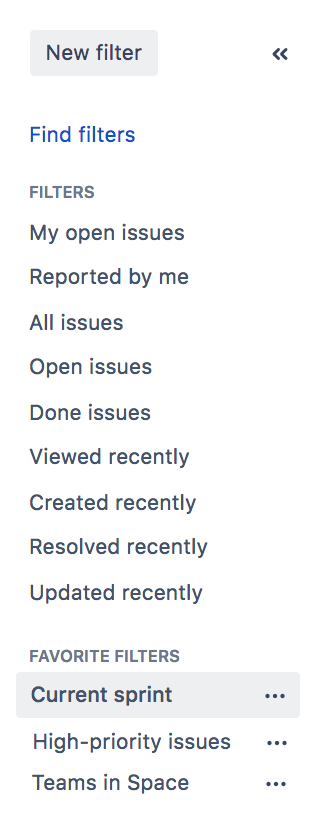 New filter
Find filters
FILTERS
My open issues
Reported by me
All issues
Open issues
Done issues
Viewed recently
Created recently
Resolved recently
Updated recently
FAVORITE FILTERS
Current sprint
High-priority issues
Teams in Space